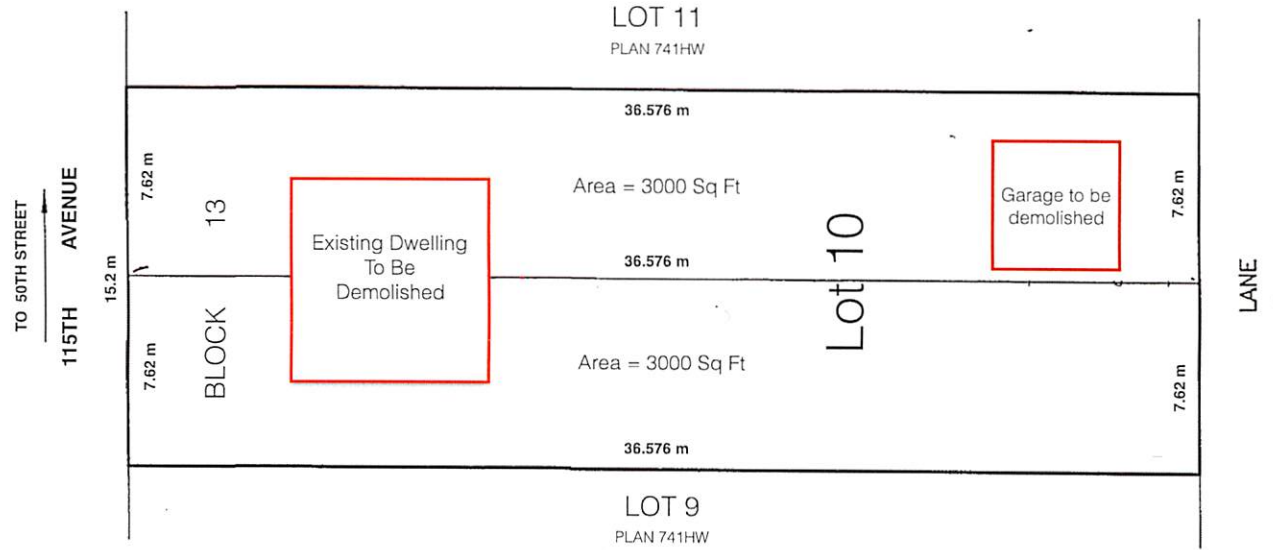 LOT 11
PLAN 741HW
36.576 m
7.62 m
Area = 3000 Sq Ft
Garage to be
demolished
7.62 m
TO 50TH STREET
115TH AVENUE
15.2 m
BLOCK 13
Existing Dwelling
To Be
Demolished
36.576 m
Lot 10
LANE
7.62 m
Area = 3000 Sq Ft
7.62 m
36.576 m
LOT 9
PLAN 741HW